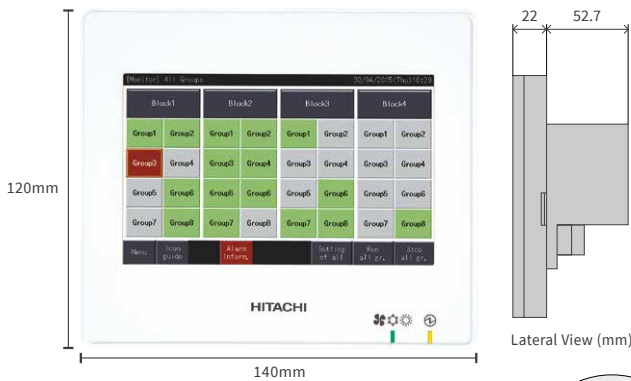 22 52.7
[Monitor] All Groups 30/04/2015(Thu)16:20
Block1 Block2 Block3 Block4
Group1 Group2 Group1 Group2 Group1 Group2 Group1 Group2
Group3 Group4 Group3 Group4 Group3 Group4 Group3 Group4
120mm
Group5 Group6 Group5 Group6 Group5 Group6 Group5 Group6
Group7 Group8 Group7 Group8 Group7 Group8 Group7 Group8
Menu Icon guide Alarm Inform. Setting of all Run all gr. Stop all gr.
HITACHI
Lateral View (mm)
140mm